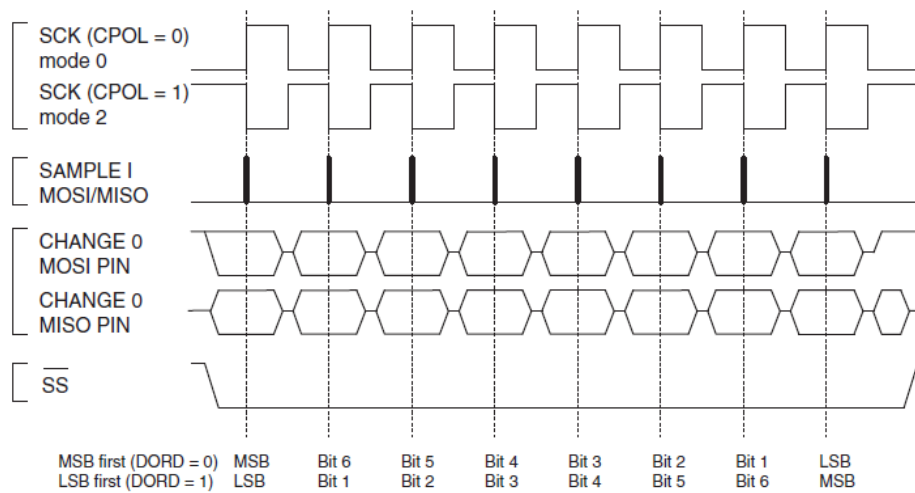 SCK (CPOL = 0)
mode 0
SCK (CPOL = 1)
mode 2
SAMPLE I
MOSI/MISO
CHANGE 0
MOSI PIN
CHANGE 0
MISO PIN
SS
MSB first (DORD = 0) MSB Bit 6 Bit 5 Bit 4 Bit 3 Bit 2 Bit 1 LSB
LSB first (DORD = 1) LSB Bit 1 Bit 2 Bit 3 Bit 4 Bit 5 Bit 6 MSB